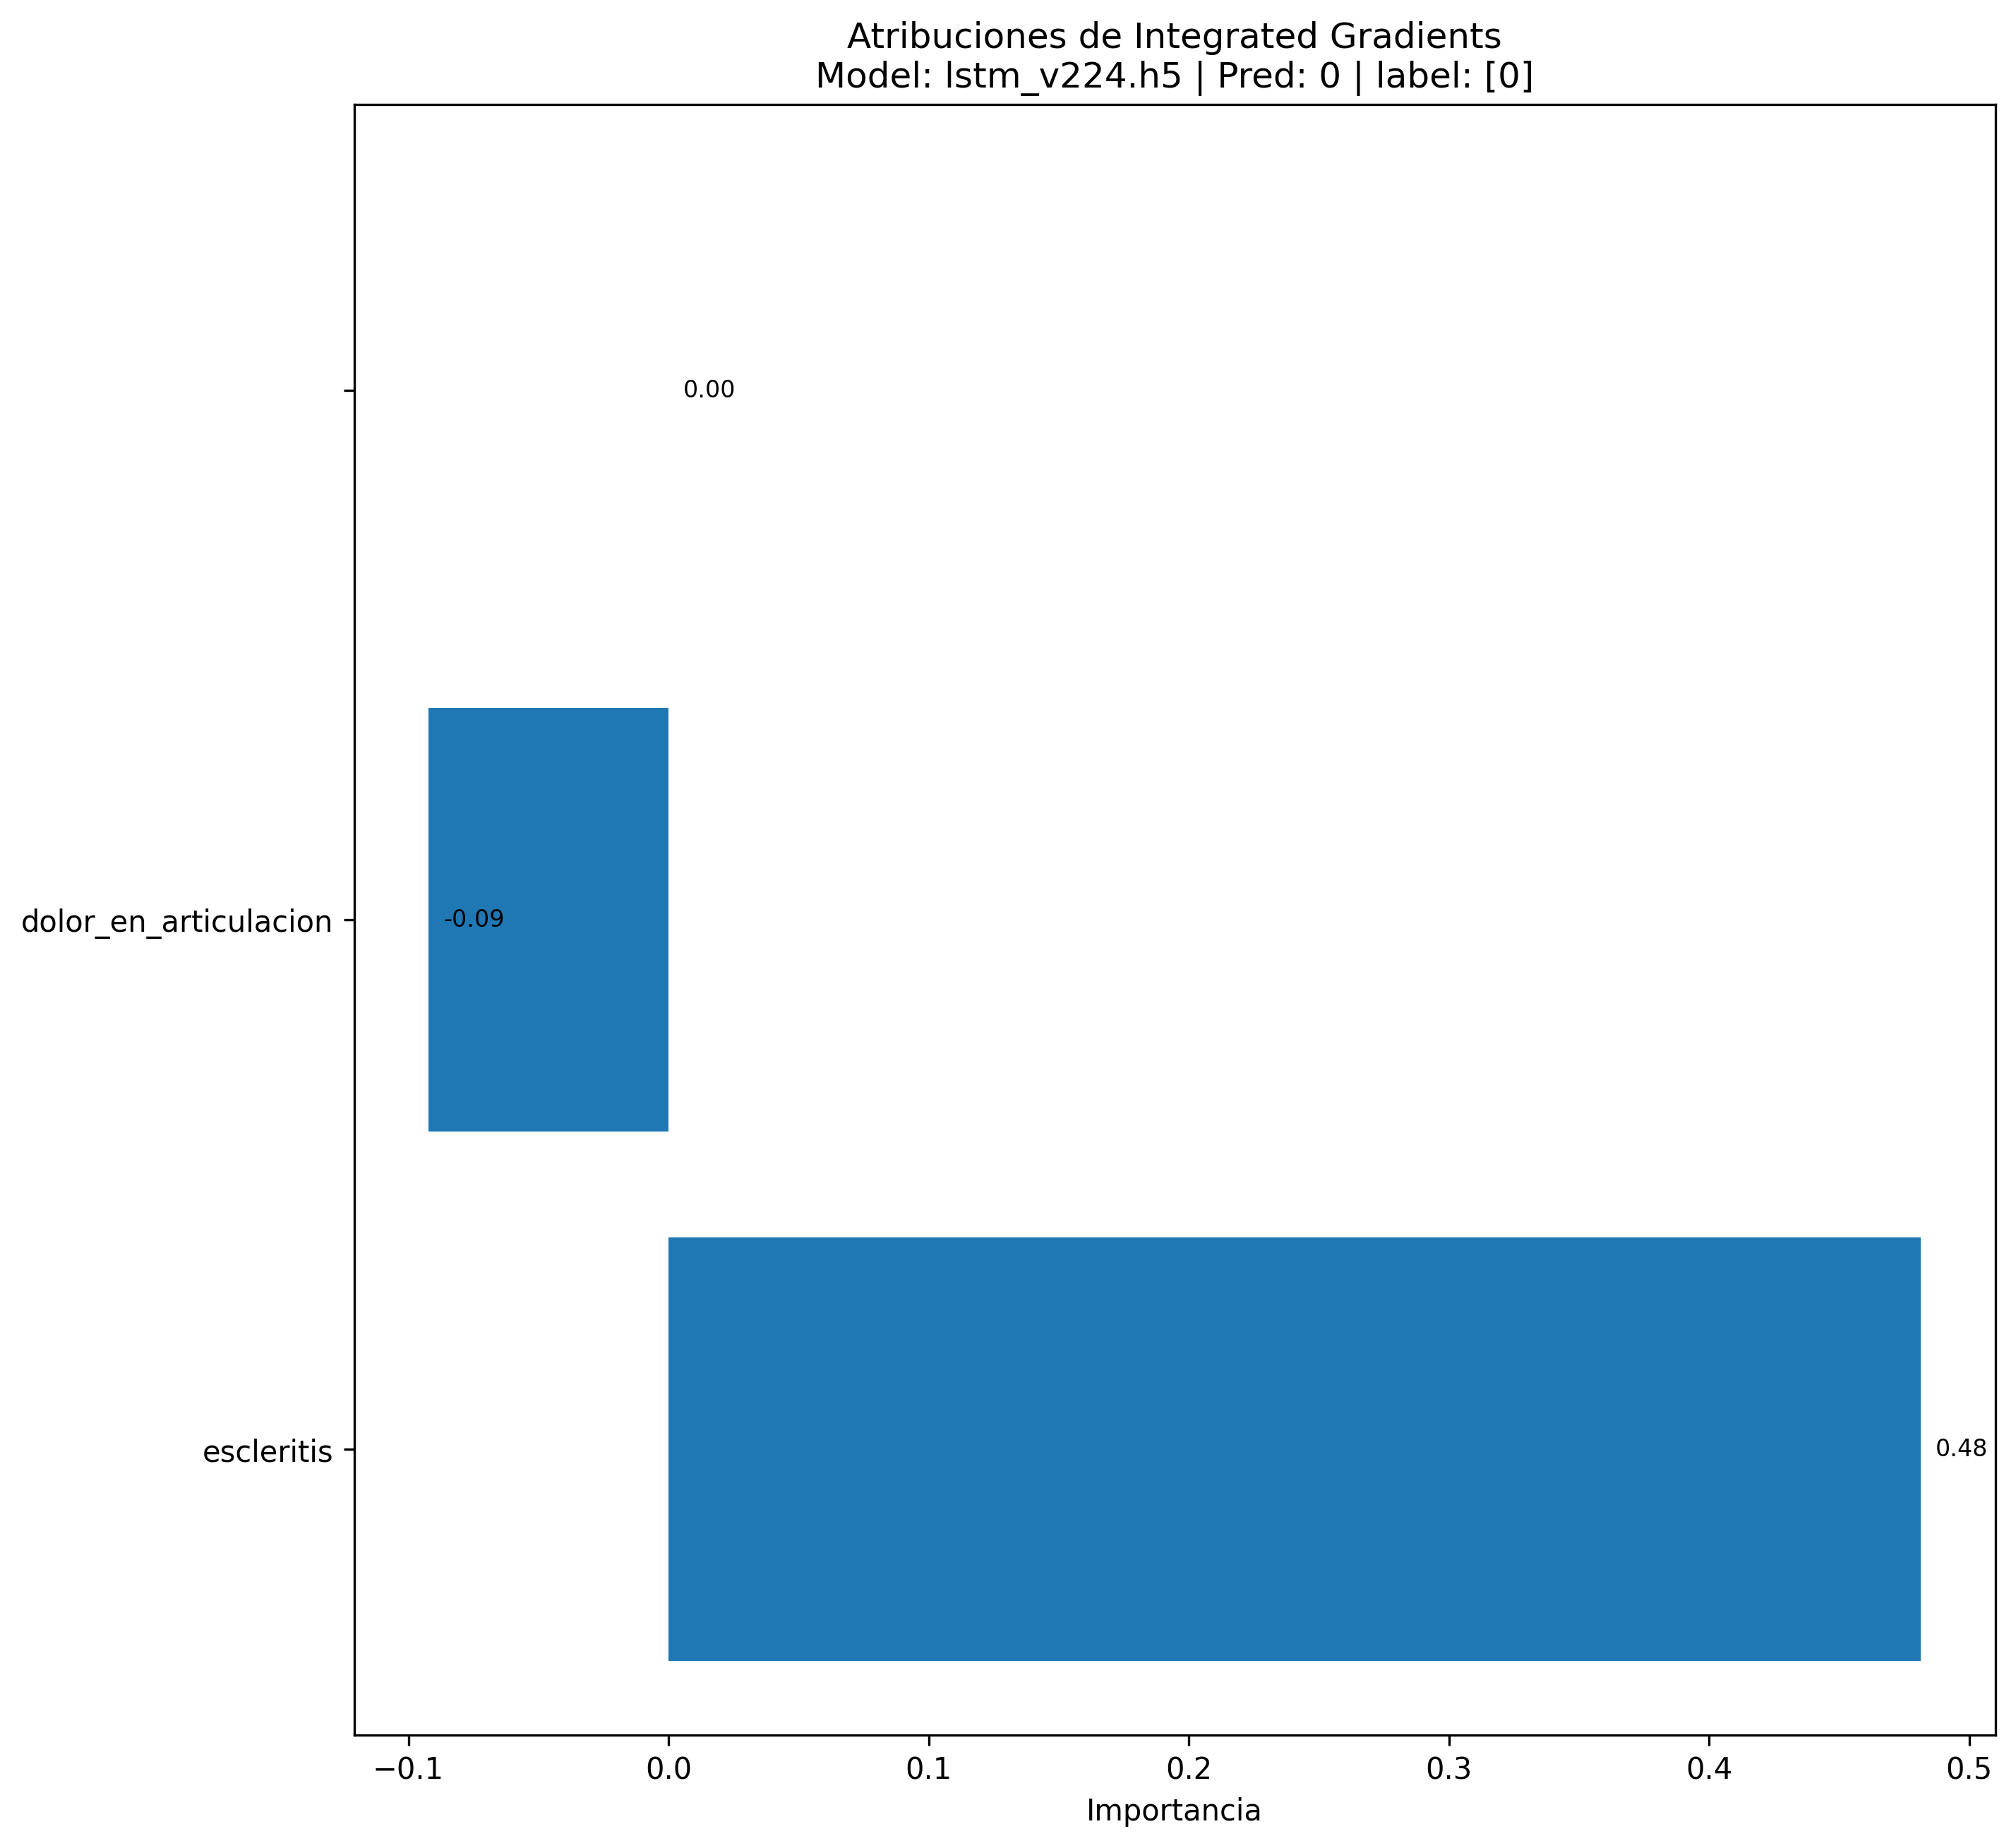 Atribuciones de Integrated Gradients
Model: lstm_v224.h5 | Pred: 0 | label: [0]
0.00
dolor_en_articulacion
-0.09
escleritis
0.48
−0.1 0.0 0.1 0.2 0.3 0.4 0.5
Importancia